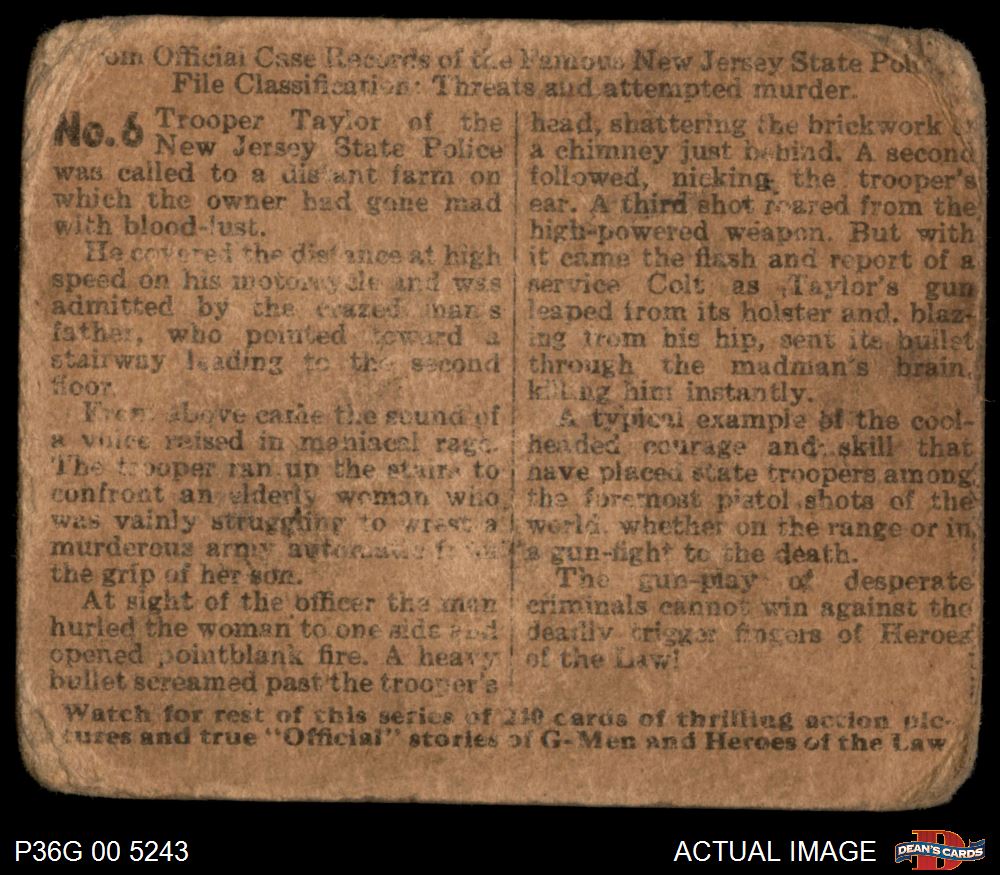 om Official Case Records of the Famous New Jersey State Poli
File Classification: Threats and attempted murder.
No. 6 Trooper Taylor of the
New Jersey State Police
was called to a distant farm on
which the owner had gone mad
with blood-lust.
He covered the distance at high
speed on his motorcycle and was
admitted by the crazed man's
father, who pointed toward a
stairway leading to the second
floor.
From above came the sound of
a voice raised in maniacal rage.
The trooper ran up the stairs to
confront an elderly woman who
was vainly struggling to wrest a
murderous army automatic from
the grip of her son.
At sight of the officer the man
hurled the woman to one side and
opened pointblank fire. A heavy
bullet screamed past the trooper's
head, shattering the brickwork of
a chimney just behind. A second
followed, nicking the trooper's
ear. A third shot roared from the
high-powered weapon. But with
it came the flash and report of a
service Colt as Taylor's gun
leaped from its holster and, blaz-
ing from his hip, sent its bullet
through the madman's brain,
killing him instantly.
A typical example of the cool-
headed courage and skill that
have placed state troopers among
the foremost pistol shots of the
world, whether on the range or in
a gun-fight to the death.
The gun-play of desperate
criminals cannot win against the
deadly trigger fingers of Heroes
of the Law!
Watch for rest of this series of 240 cards of thrilling action pic-
tures and true "Official" stories of G-Men and Heroes of the Law
P36G 00 5243
ACTUAL IMAGE
DEAN'S CARDS